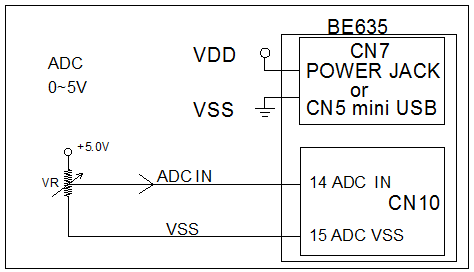 BE635
VDD
CN7
POWER JACK
or
CN5 mini USB
VSS
ADC
0~5V
+5.0V
VR
ADC IN
14 ADC IN
CN10
VSS
15 ADC VSS